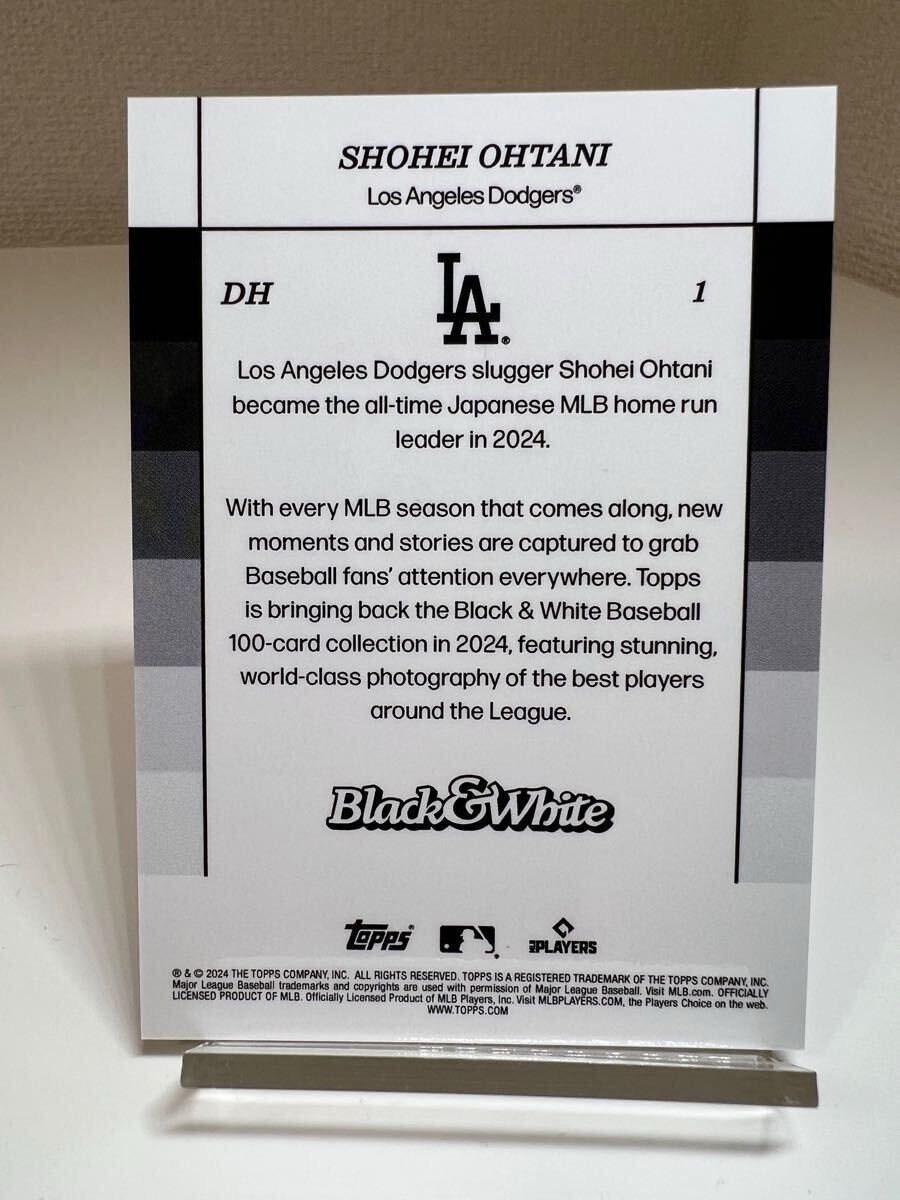 SHOHEI OHTANI
Los Angeles Dodgers®
DH
LA®
1
Los Angeles Dodgers slugger Shohei Ohtani
became the all-time Japanese MLB home run
leader in 2024.
With every MLB season that comes along, new
moments and stories are captured to grab
Baseball fans' attention everywhere. Topps
is bringing back the Black & White Baseball
100-card collection in 2024, featuring stunning,
world-class photography of the best players
around the League.
Black&White
topps®
PLAYERS
® & © 2024 THE TOPPS COMPANY, INC. ALL RIGHTS RESERVED. TOPPS IS A REGISTERED TRADEMARK OF THE TOPPS COMPANY, INC.
Major League Baseball trademarks and copyrights are used with permission of Major League Baseball. Visit MLB.com. OFFICIALLY
LICENSED PRODUCT OF MLB. Officially Licensed Product of MLB Players, Inc. Visit MLBPLAYERS.COM, the Players Choice on the web.
WWW.TOPPS.COM